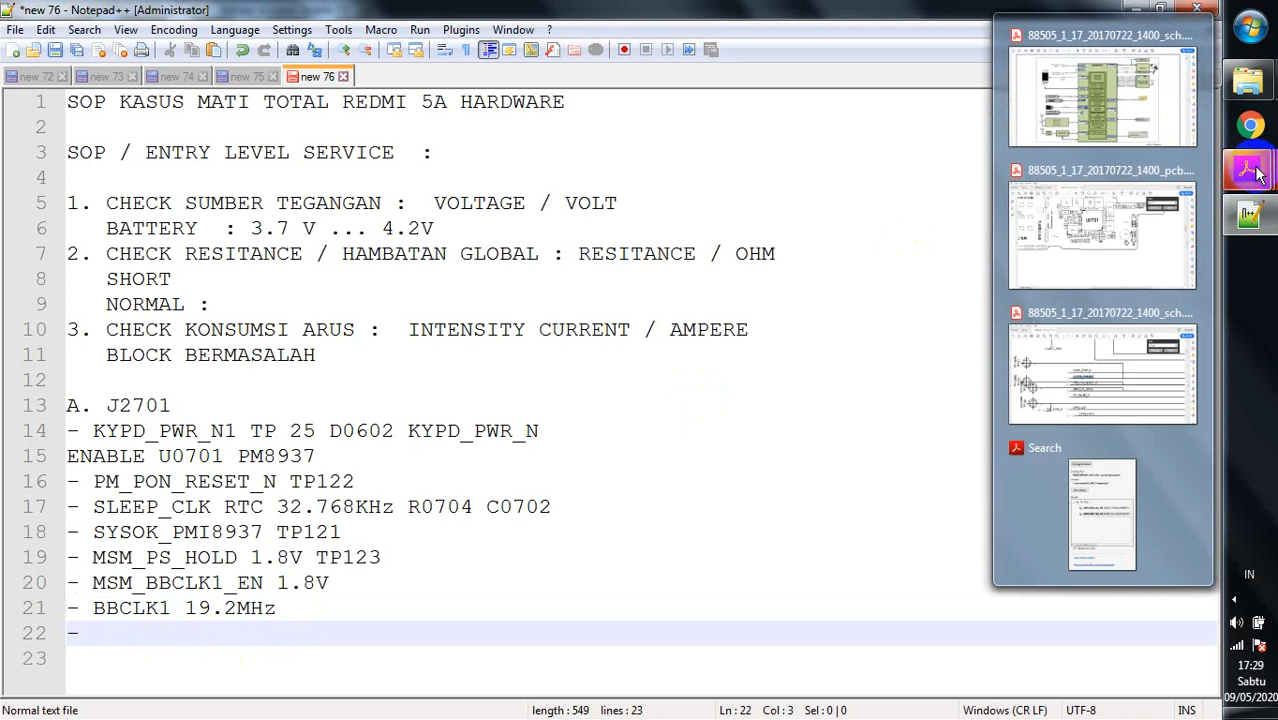 *new 76 - Notepad++ [Administrator]
File Edit Search View Encoding Language Settings Tools Macro Run Plugins Window ?
new 72 new 73 new 74 new 75 new 76
1 SOP KASUS MATI TOTAL REDMI 5A HARDWARE
2
3 SOP / ENTRY LEVEL SERVICE :
4
5 1. CHECK SUMBER TEGANGAN : VOLTAGE / VOLT
6 BATTERY : 3.7 V ... 4.2V
7 2. CHECK RESITANCE / HAMBATAN GLOBAL : RESITANCE / OHM
8 SHORT
9 NORMAL :
10 3. CHECK KONSUMSI ARUS : INTENSITY CURRENT / AMPERE
11 BLOCK BERMASALAH
12
13 A. J2701
14 - KYPD_PWR_N1 TP 25 D0602 KYPD_PWR_N
15 ENABLE U0701 PM8937
16 - PM_PON_RESET_N TP122
17 - SLEEP_CLK RTC 32.768KHz R0704 C0702
18 - SYSOK_PMI8937 TP121
19 - MSM_PS_HOLD 1.8V TP123
20 - MSM_BBCLK1_EN 1.8V
21 - BBCLK1 19.2MHz
22 -
23
88505_1_17_20170722_1400_sch....
88505_1_17_20170722_1400_pcb....
88505_1_17_20170722_1400_sch....
Search
IN
17:29
Sabtu
09/05/2020
Normal text file length : 549 lines : 23 Ln : 22 Col : 3 Sel : 0 | 0 Windows (CR LF) UTF-8 INS